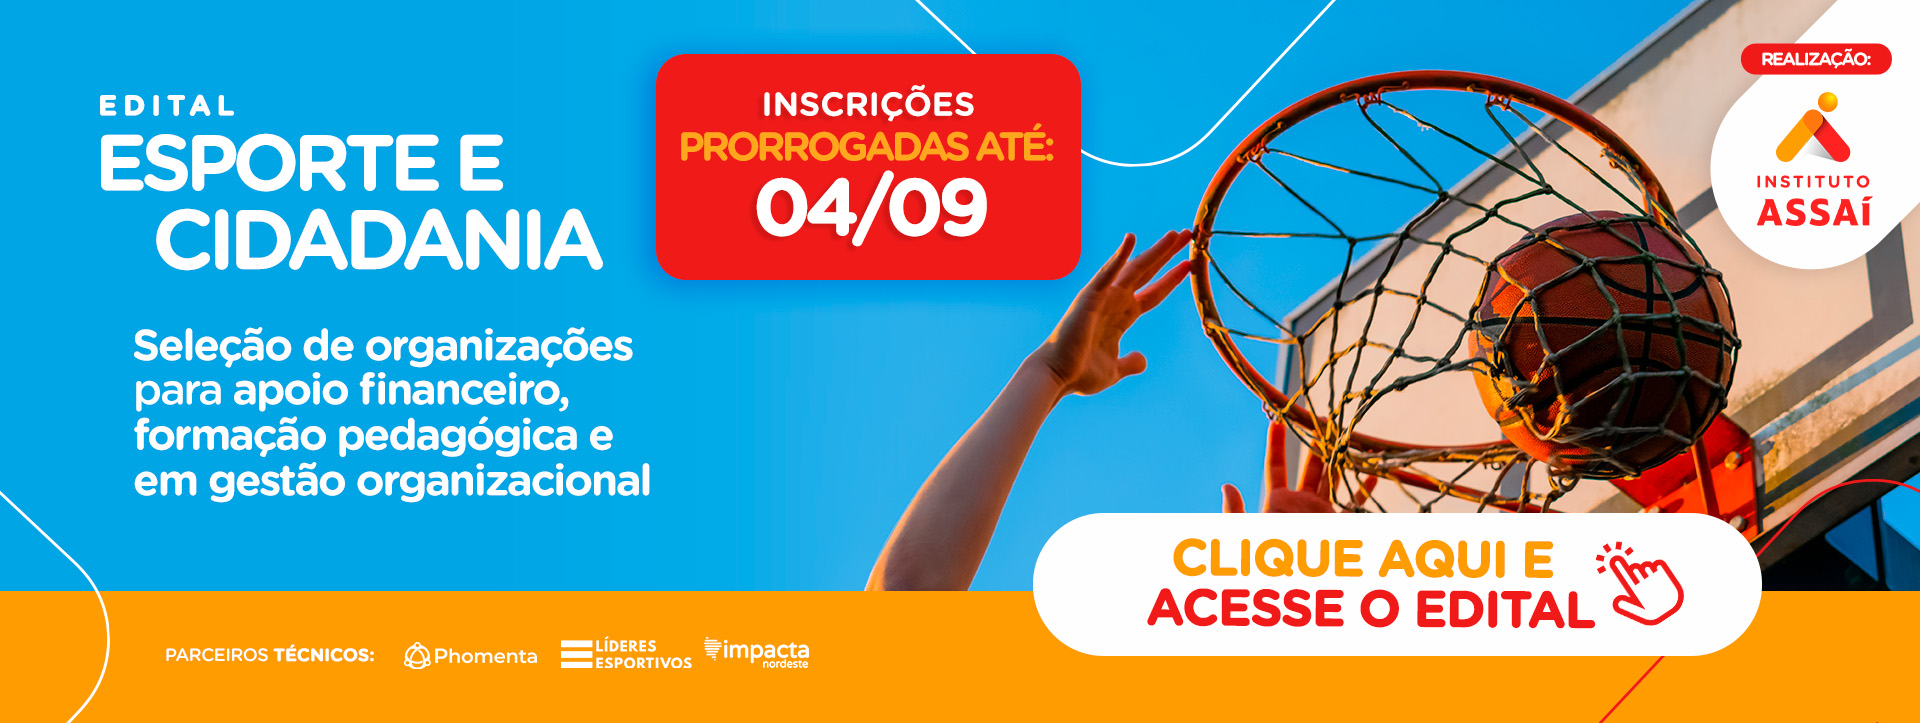 EDITAL
ESPORTE E
CIDADANIA
Seleção de organizações
para apoio financeiro,
formação pedagógica e
em gestão organizacional
INSCRIÇÕES
PRORROGADAS ATÉ:
04/09
REALIZAÇÃO:
INSTITUTO
ASSAÍ
CLIQUE AQUI E
ACESSE O EDITAL
PARCEIROS TÉCNICOS:
Phomenta
LÍDERES
ESPORTIVOS
impacta
nordeste